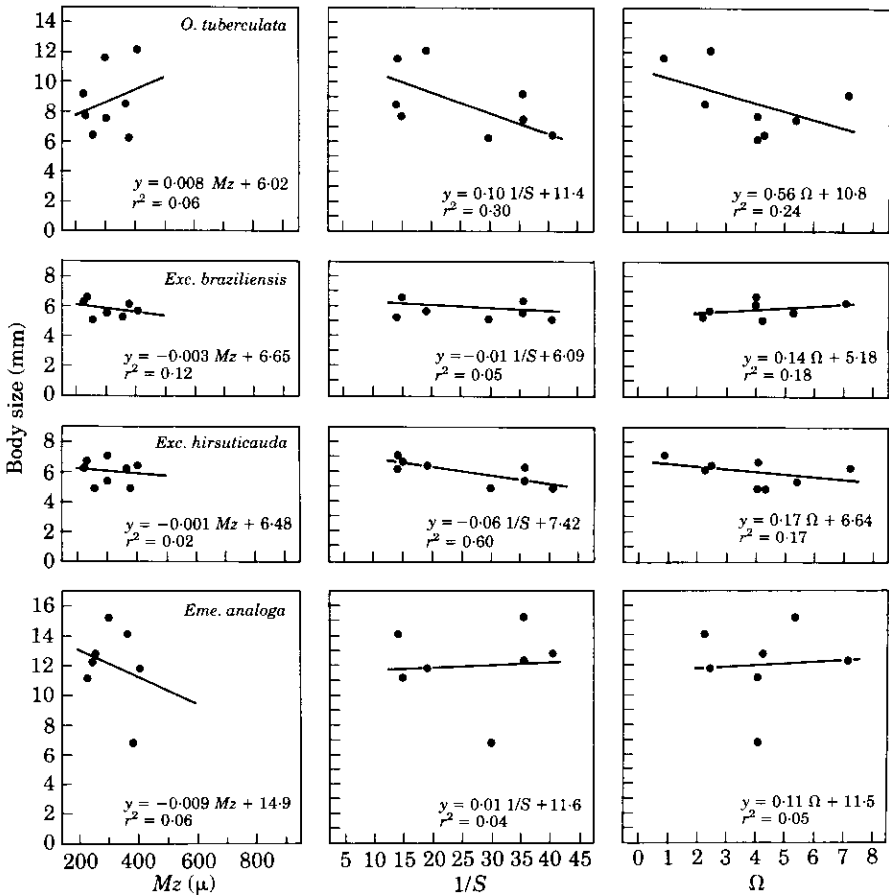 Body size (mm)
14
12
10
8
6
4
2
0
O. tuberculata
y = 0·008 Mz + 6·02
r² = 0·06
y = 0·10 1/S + 11·4
r² = 0·30
y = 0·56 Ω + 10·8
r² = 0·24
8
6
4
2
0
Exc. braziliensis
y = −0·003 Mz + 6·65
r² = 0·12
y = −0·01 1/S + 6·09
r² = 0·05
y = 0·14 Ω + 5·18
r² = 0·18
8
6
4
2
0
Exc. hirsuticauda
y = −0·001 Mz + 6·48
r² = 0·02
y = −0·06 1/S + 7·42
r² = 0·60
y = 0·17 Ω + 6·64
r² = 0·17
16
14
12
10
8
6
4
2
0
Eme. analoga
y = −0·009 Mz + 14·9
r² = 0·06
y = 0·01 1/S + 11·6
r² = 0·04
y = 0·11 Ω + 11·5
r² = 0·05
200 400 600 800
Mz (μ)
5 10 15 20 25 30 35 40 45
1/S
0 1 2 3 4 5 6 7 8
Ω